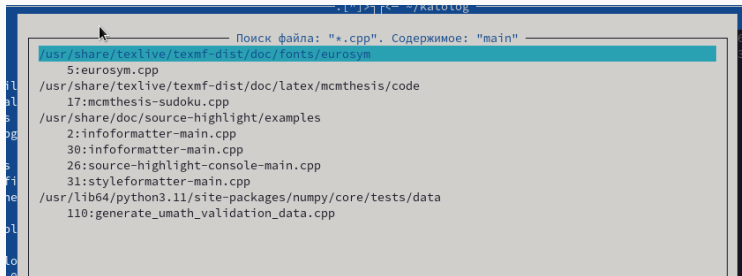 .[^]>┐┌<─ ~/katolog
Поиск файла: "*.cpp". Содержимое: "main"
/usr/share/texlive/texmf-dist/doc/fonts/eurosym
5:eurosym.cpp
/usr/share/texlive/texmf-dist/doc/latex/mcmthesis/code
17:mcmthesis-sudoku.cpp
/usr/share/doc/source-highlight/examples
2:infoformatter-main.cpp
30:infoformatter-main.cpp
26:source-highlight-console-main.cpp
31:styleformatter-main.cpp
/usr/lib64/python3.11/site-packages/numpy/core/tests/data
110:generate_umath_validation_data.cpp